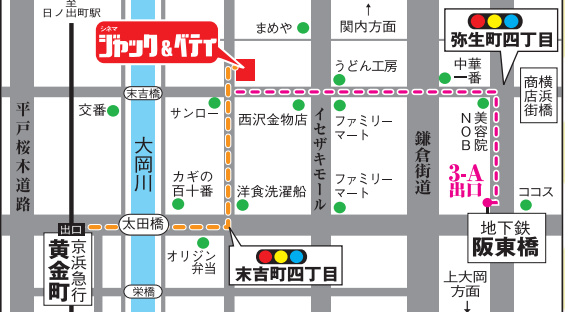 至
日ノ出町駅
シネマ
ジャック&ベティ
まめや
↑
関内方面
弥生町四丁目
うどん工房
中華
一番
横浜
商店街
末吉橋
交番
サンロー
西沢金物店
ファミリー
マート
美容院
NOB
平戸桜木道路
大岡川
イセザキモール
鎌倉街道
カギの
百十番
洋食洗濯船
ファミリー
マート
3-A
出口
ココス
出口
太田橋
黄金町
京浜急行
オリジン
弁当
末吉町四丁目
地下鉄
阪東橋
栄橋
上大岡
方面
↓